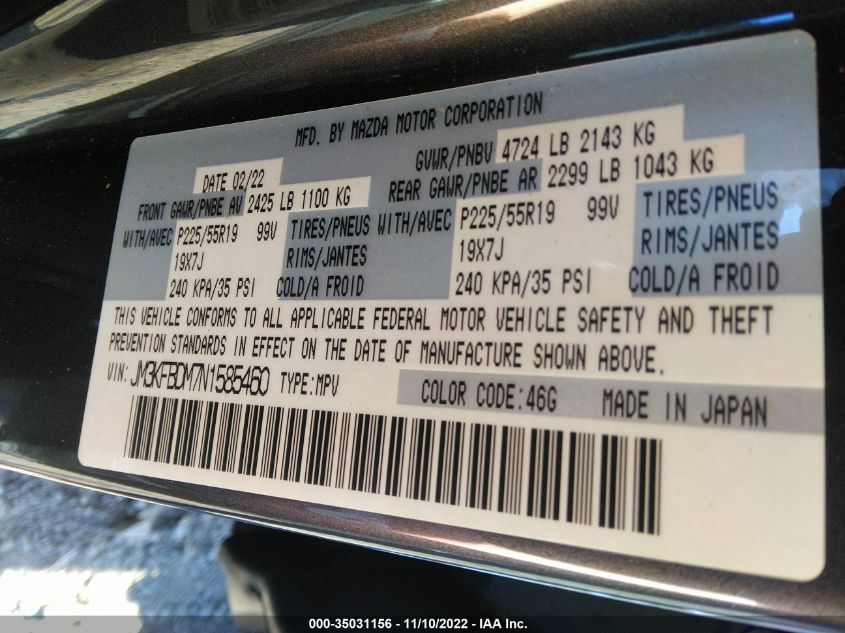 MFD. BY MAZDA MOTOR CORPORATION
DATE 02/22 GVWR/PNBV 4724 LB 2143 KG
FRONT GAWR/PNBE AV 2425 LB 1100 KG REAR GAWR/PNBE AR 2299 LB 1043 KG
WITH/AVEC P225/55R19 99V TIRES/PNEUS WITH/AVEC P225/55R19 99V TIRES/PNEUS
19X7J RIMS/JANTES 19X7J RIMS/JANTES
240 KPA/35 PSI COLD/A FROID 240 KPA/35 PSI COLD/A FROID
THIS VEHICLE CONFORMS TO ALL APPLICABLE FEDERAL MOTOR VEHICLE SAFETY AND THEFT
PREVENTION STANDARDS IN EFFECT ON THE DATE OF MANUFACTURE SHOWN ABOVE.
VIN: JM3KFBDM7N1585460 TYPE:MPV COLOR CODE:46G MADE IN JAPAN
000-35031156 - 11/10/2022 - IAA Inc.